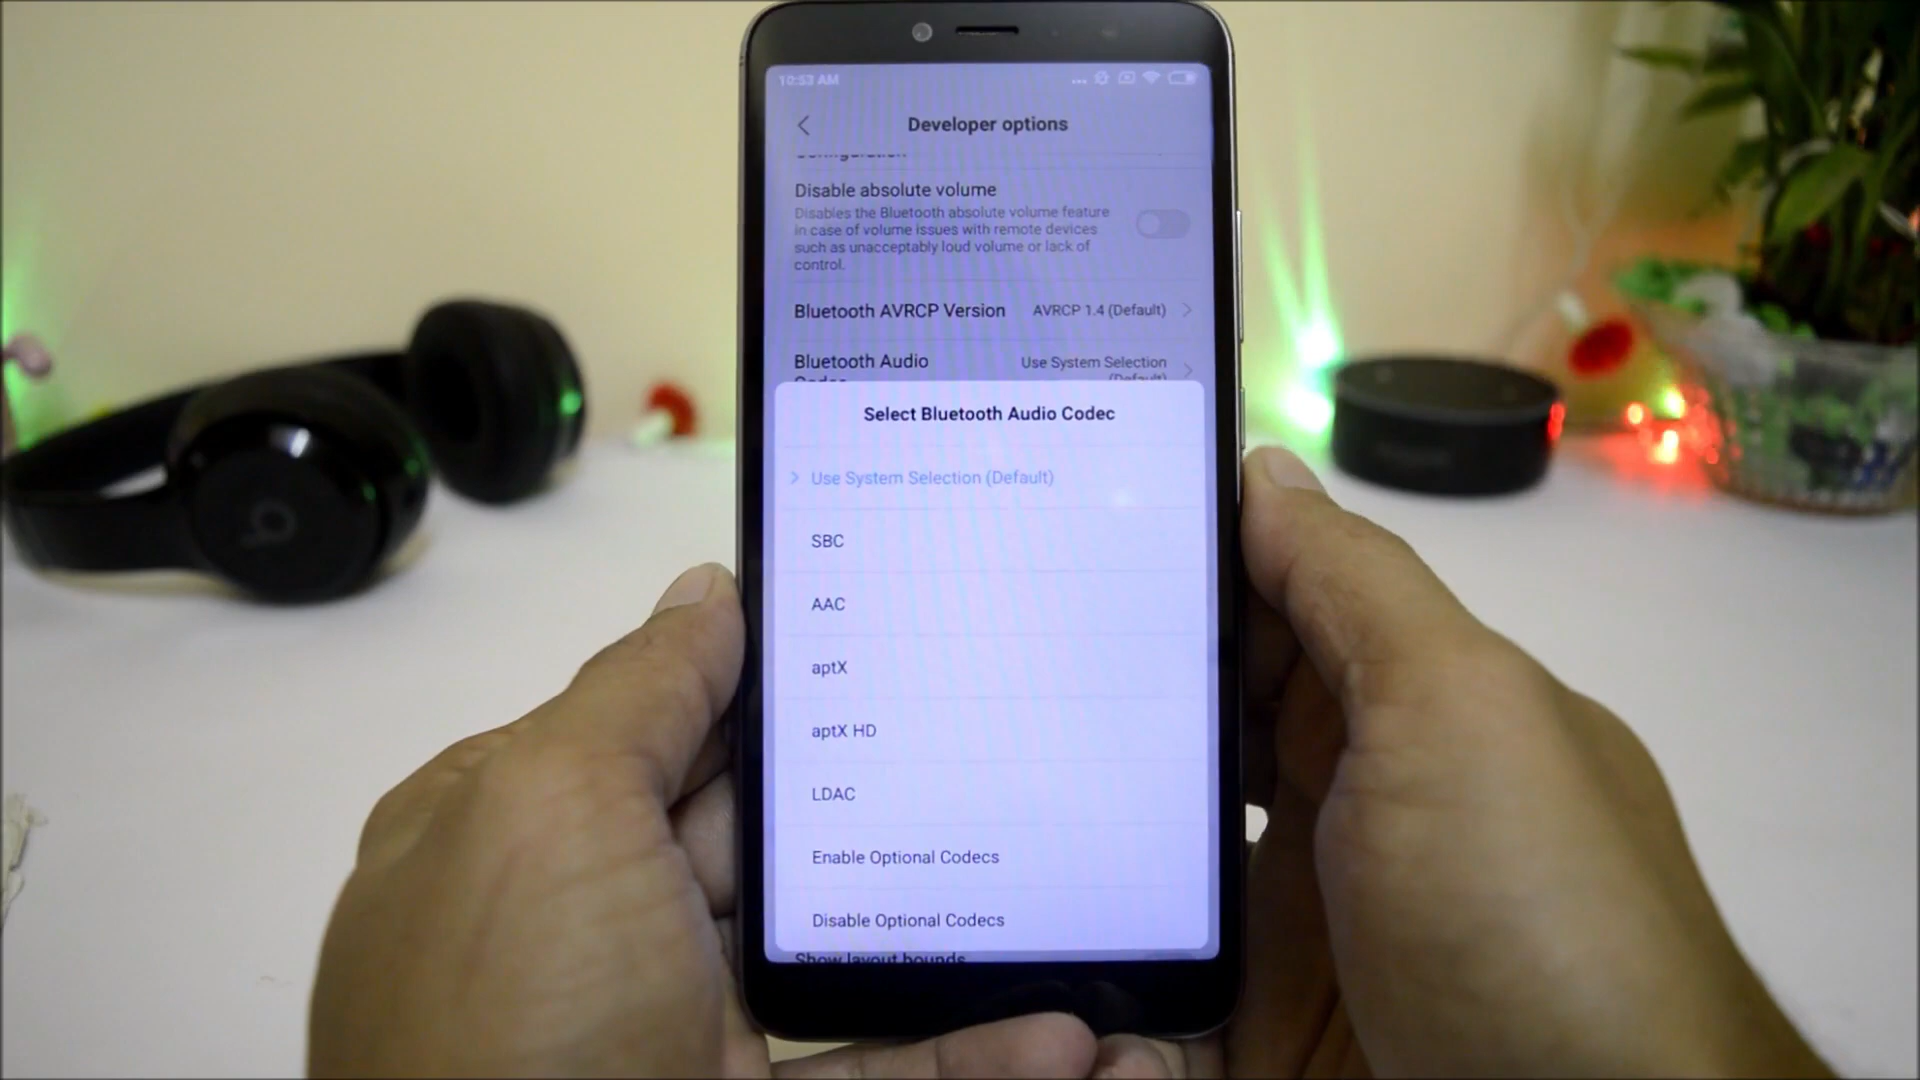 10:53 AM
Developer options
Configuration
Disable absolute volume
Disables the Bluetooth absolute volume feature
in case of volume issues with remote devices
such as unacceptably loud volume or lack of
control.
Bluetooth AVRCP Version AVRCP 1.4 (Default)
Bluetooth Audio Use System Selection
Codec (Default)
Select Bluetooth Audio Codec
Use System Selection (Default)
SBC
AAC
aptX
aptX HD
LDAC
Enable Optional Codecs
Disable Optional Codecs
Show layout bounds